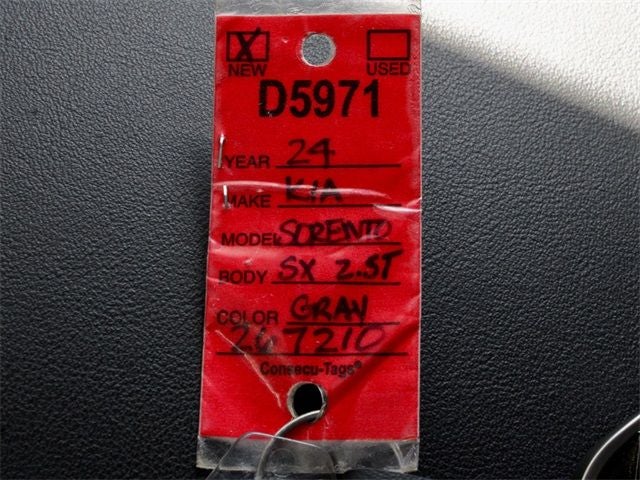 X
NEW USED
D5971
YEAR 24
MAKE KIA
MODEL SORENTO
BODY SX 2.5T
COLOR GRAY
267210
Consecu-Tags®